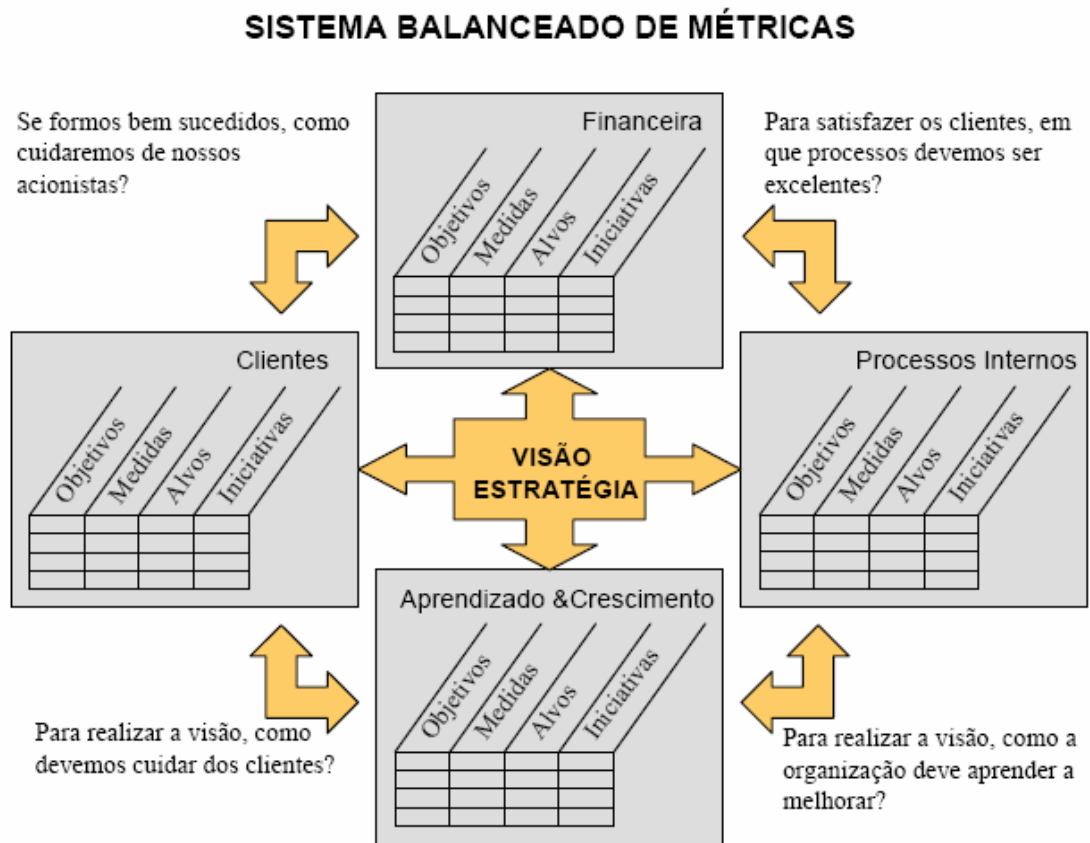 SISTEMA BALANCEADO DE MÉTRICAS
Se formos bem sucedidos, como
cuidaremos de nossos
acionistas?
Financeira
Objetivos
Medidas
Alvos
Iniciativas
Para satisfazer os clientes, em
que processos devemos ser
excelentes?
Clientes
Objetivos
Medidas
Alvos
Iniciativas
VISÃO
ESTRATÉGIA
Processos Internos
Objetivos
Medidas
Alvos
Iniciativas
Aprendizado &Crescimento
Objetivos
Medidas
Alvos
Iniciativas
Para realizar a visão, como
devemos cuidar dos clientes?
Para realizar a visão, como a
organização deve aprender a
melhorar?